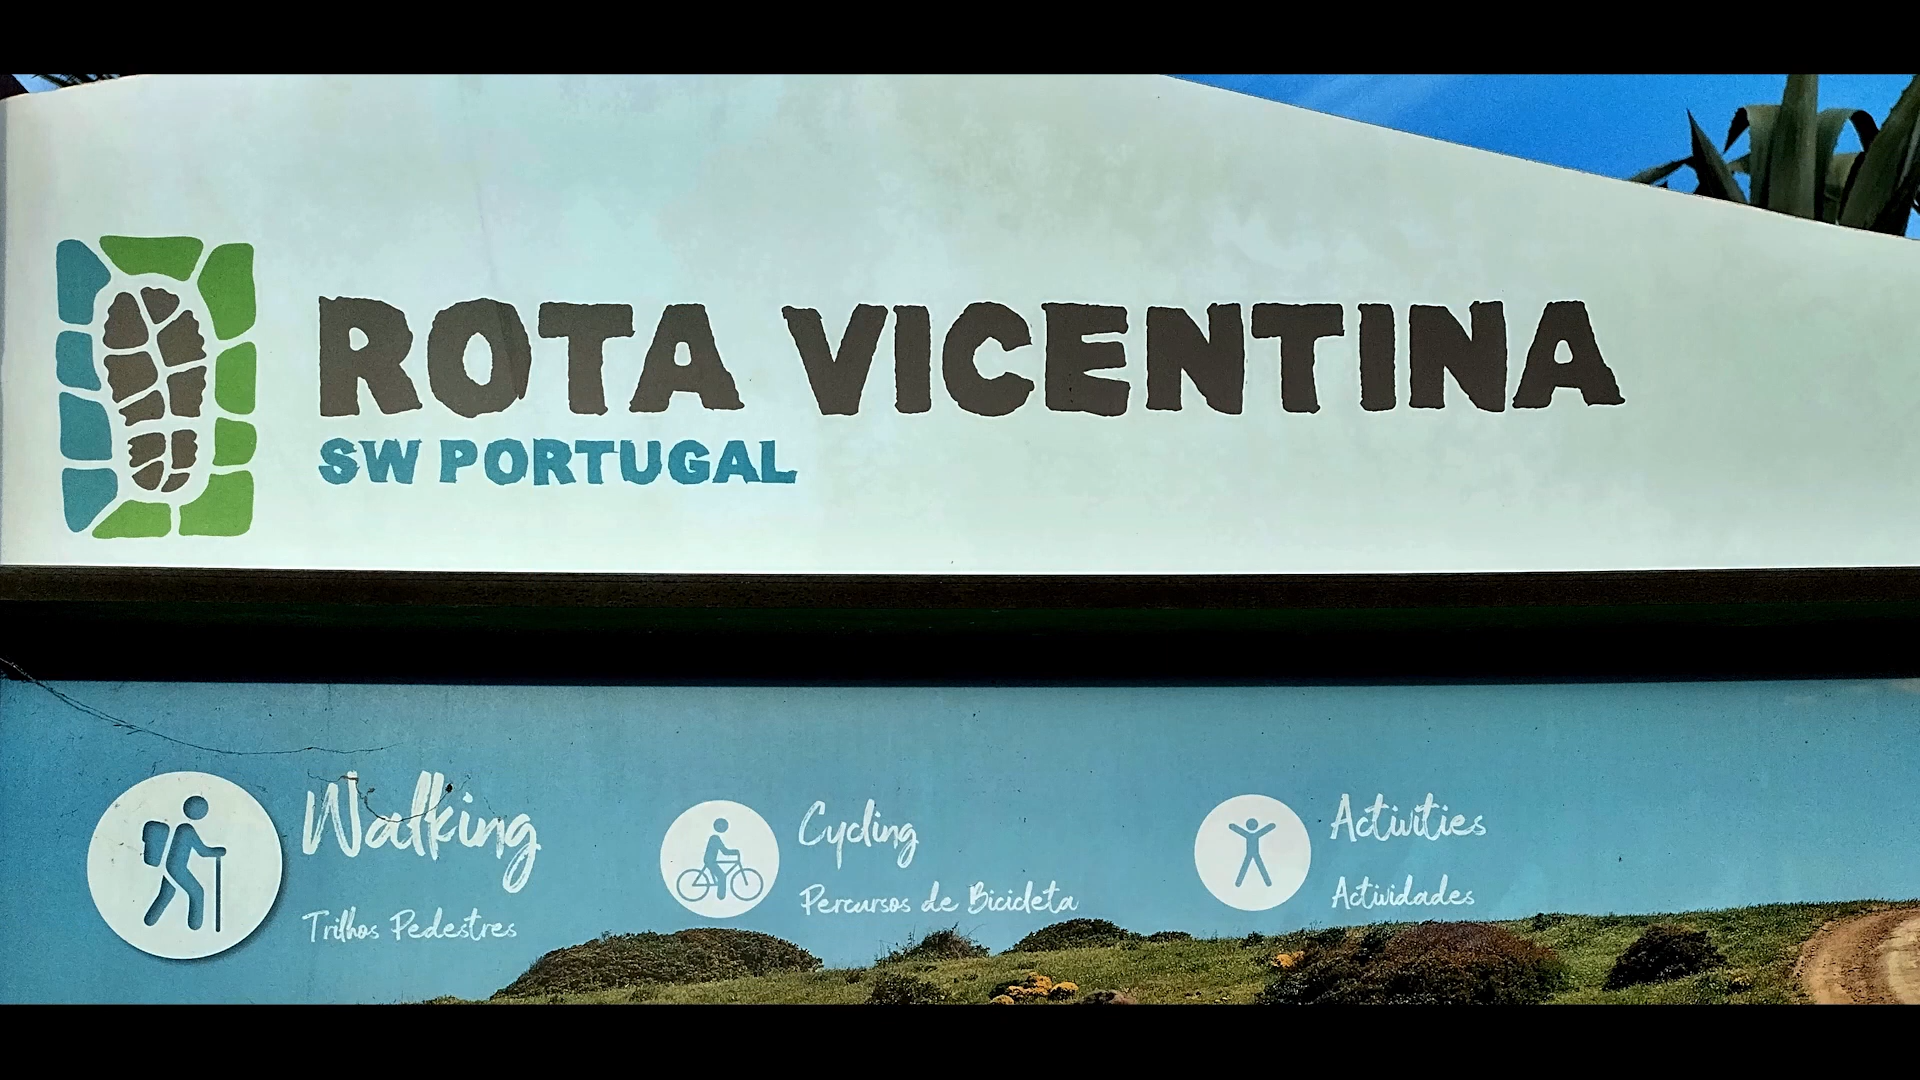 ROTA VICENTINA
SW PORTUGAL
Walking
Trilhos Pedestres
Cycling
Percursos de Bicicleta
Activities
Actividades